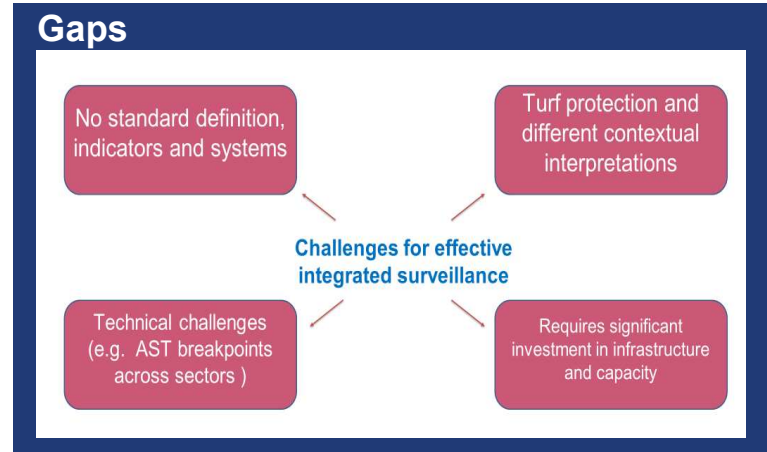 Gaps
No standard definition,
indicators and systems
Turf protection and
different contextual
interpretations
Challenges for effective
integrated surveillance
Technical challenges
(e.g. AST breakpoints
across sectors )
Requires significant
investment in infrastructure
and capacity